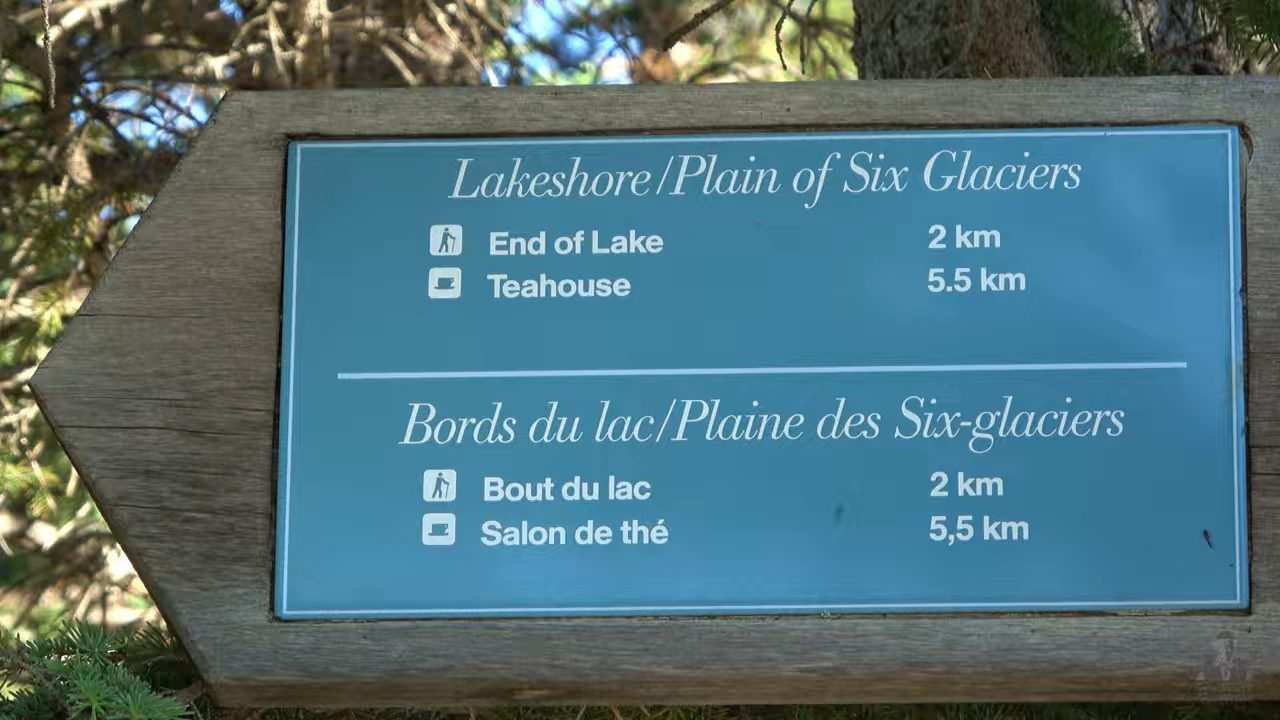 Lakeshore/Plain of Six Glaciers
End of Lake 2 km
Teahouse 5.5 km
Bords du lac/Plaine des Six-glaciers
Bout du lac 2 km
Salon de thé 5,5 km